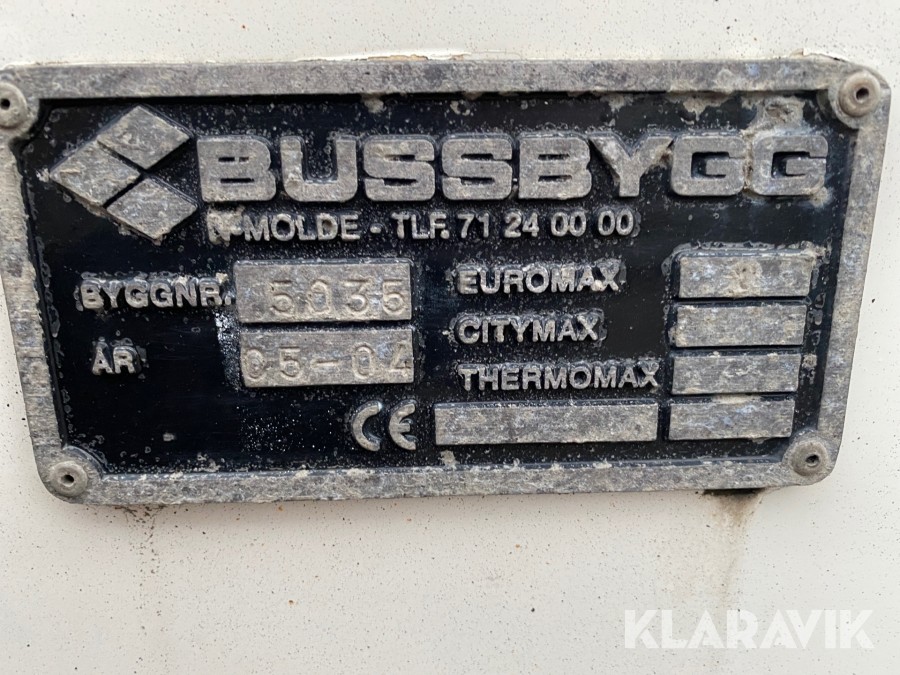 BUSSBYGG
MOLDE - TLF. 71 24 00 00
BYGGNR. 5035
ÅR 05-04
EUROMAX
CITYMAX
THERMOMAX
CE
KLARAVIK